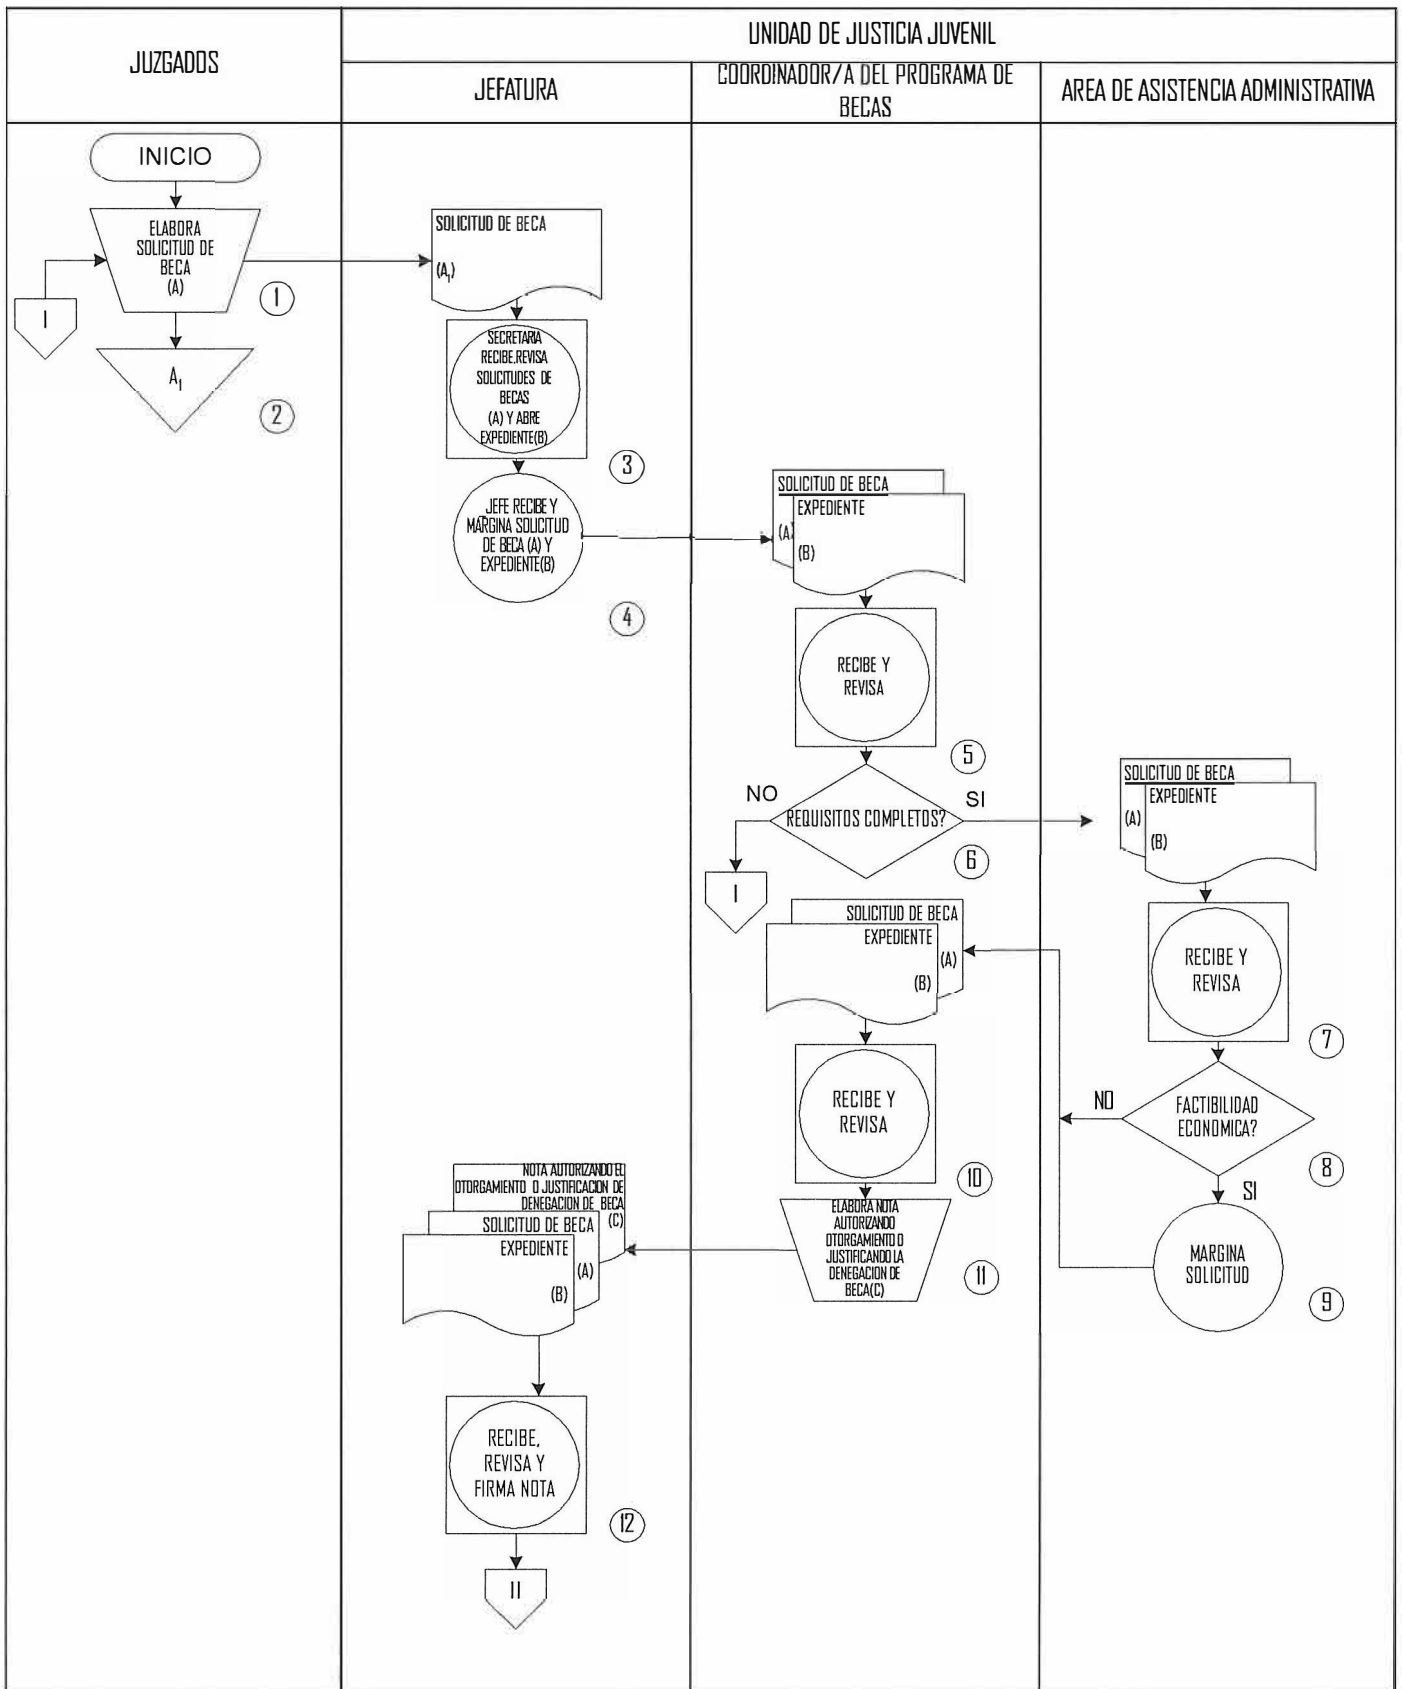 JUZGADOS
UNIDAD DE JUSTICIA JUVENIL
JEFATURA
COORDINADOR/A DEL PROGRAMA DE
BECAS
AREA DE ASISTENCIA ADMINISTRATIVA
INICIO
ELABORA
SOLICITUD DE
BECA
(A)
1
I
A1
2
SOLICITUD DE BECA
(A1)
SECRETARIA
RECIBE,REVISA
SOLICITUDES DE
BECAS
(A) Y ABRE
EXPEDIENTE(B)
3
JEFE RECIBE Y
MARGINA SOLICITUD
DE BECA (A) Y
EXPEDIENTE(B)
4
SOLICITUD DE BECA
EXPEDIENTE
(A)
(B)
RECIBE Y
REVISA
5
NO
REQUISITOS COMPLETOS?
SI
6
I
SOLICITUD DE BECA
EXPEDIENTE
(A)
(B)
RECIBE Y
REVISA
7
NO
FACTIBILIDAD
ECONOMICA?
8
SI
MARGINA
SOLICITUD
9
SOLICITUD DE BECA
EXPEDIENTE
(A)
(B)
RECIBE Y
REVISA
10
ELABORA NOTA
AUTORIZANDO
OTORGAMIENTO O
JUSTIFICANDO LA
DENEGACION DE
BECA(C)
11
NOTA AUTORIZANDO EL
OTORGAMIENTO O JUSTIFICACION DE
DENEGACION DE BECA
(C)
SOLICITUD DE BECA
EXPEDIENTE
(A)
(B)
RECIBE,
REVISA Y
FIRMA NOTA
12
II